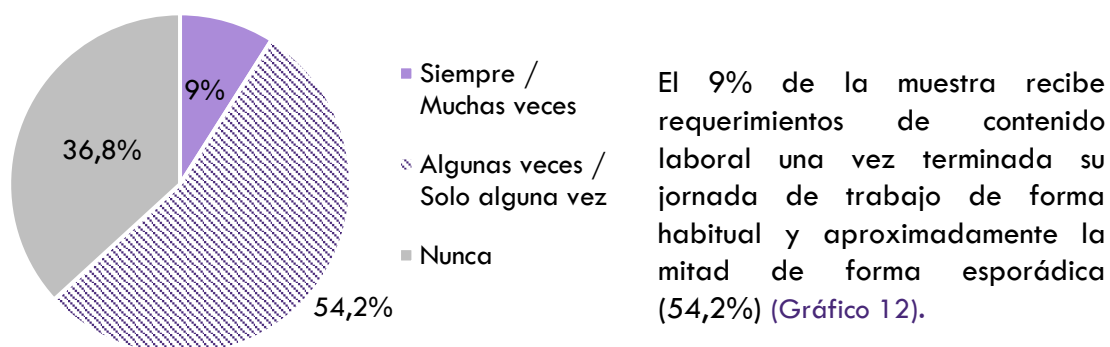 9%
36,8%
54,2%
Siempre /
Muchas veces
Algunas veces /
Solo alguna vez
Nunca
El 9% de la muestra recibe
requerimientos de contenido
laboral una vez terminada su
jornada de trabajo de forma
habitual y aproximadamente la
mitad de forma esporádica
(54,2%) (Gráfico 12).